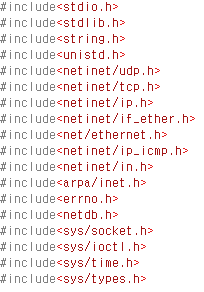 #include<stdio.h>
#include<stdlib.h>
#include<string.h>
#include<unistd.h>
#include<netinet/udp.h>
#include<netinet/tcp.h>
#include<netinet/ip.h>
#include<netinet/if_ether.h>
#include<net/ethernet.h>
#include<netinet/ip_icmp.h>
#include<netinet/in.h>
#include<arpa/inet.h>
#include<errno.h>
#include<netdb.h>
#include<sys/socket.h>
#include<sys/ioctl.h>
#include<sys/time.h>
#include<sys/types.h>